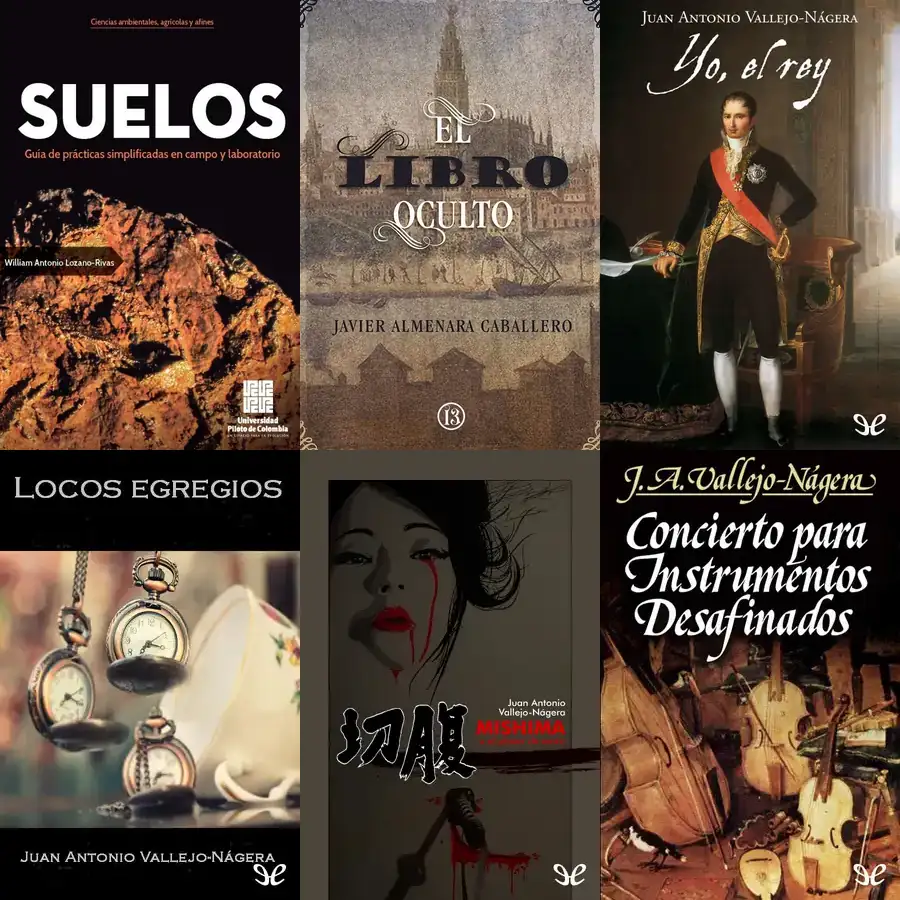 Ciencias ambientales, agrícolas y afines
SUELOS
Guia de prácticas simplificadas en campo y laboratorio
William Antonio Lozano-Rivas
Universidad
Piloto de Colombia
EL
LIBRO
OCULTO
JAVIER ALMENARA CABALLERO
13
JUAN ANTONIO VALLEJO-NÁGERA
Yo, el rey
LOCOS EGREGIOS
JUAN ANTONIO VALLEJO-NÁGERA
Juan Antonio
Vallejo-Nágera
MISHIMA
切腹
J. A. Vallejo-Nágera
Concierto para
Instrumentos
Desafinados